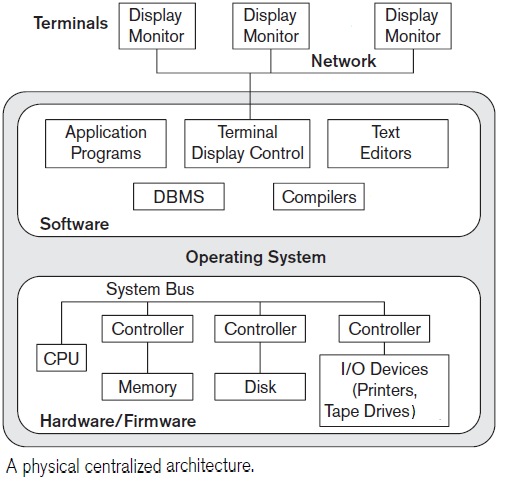 Terminals
Display
Monitor
Display
Monitor
Display
Monitor
Network
Application
Programs
Terminal
Display Control
Text
Editors
DBMS
Compilers
Software
Operating System
System Bus
Controller
Controller
Controller
CPU
Memory
Disk
I/O Devices
(Printers,
Tape Drives)
Hardware/Firmware
A physical centralized architecture.